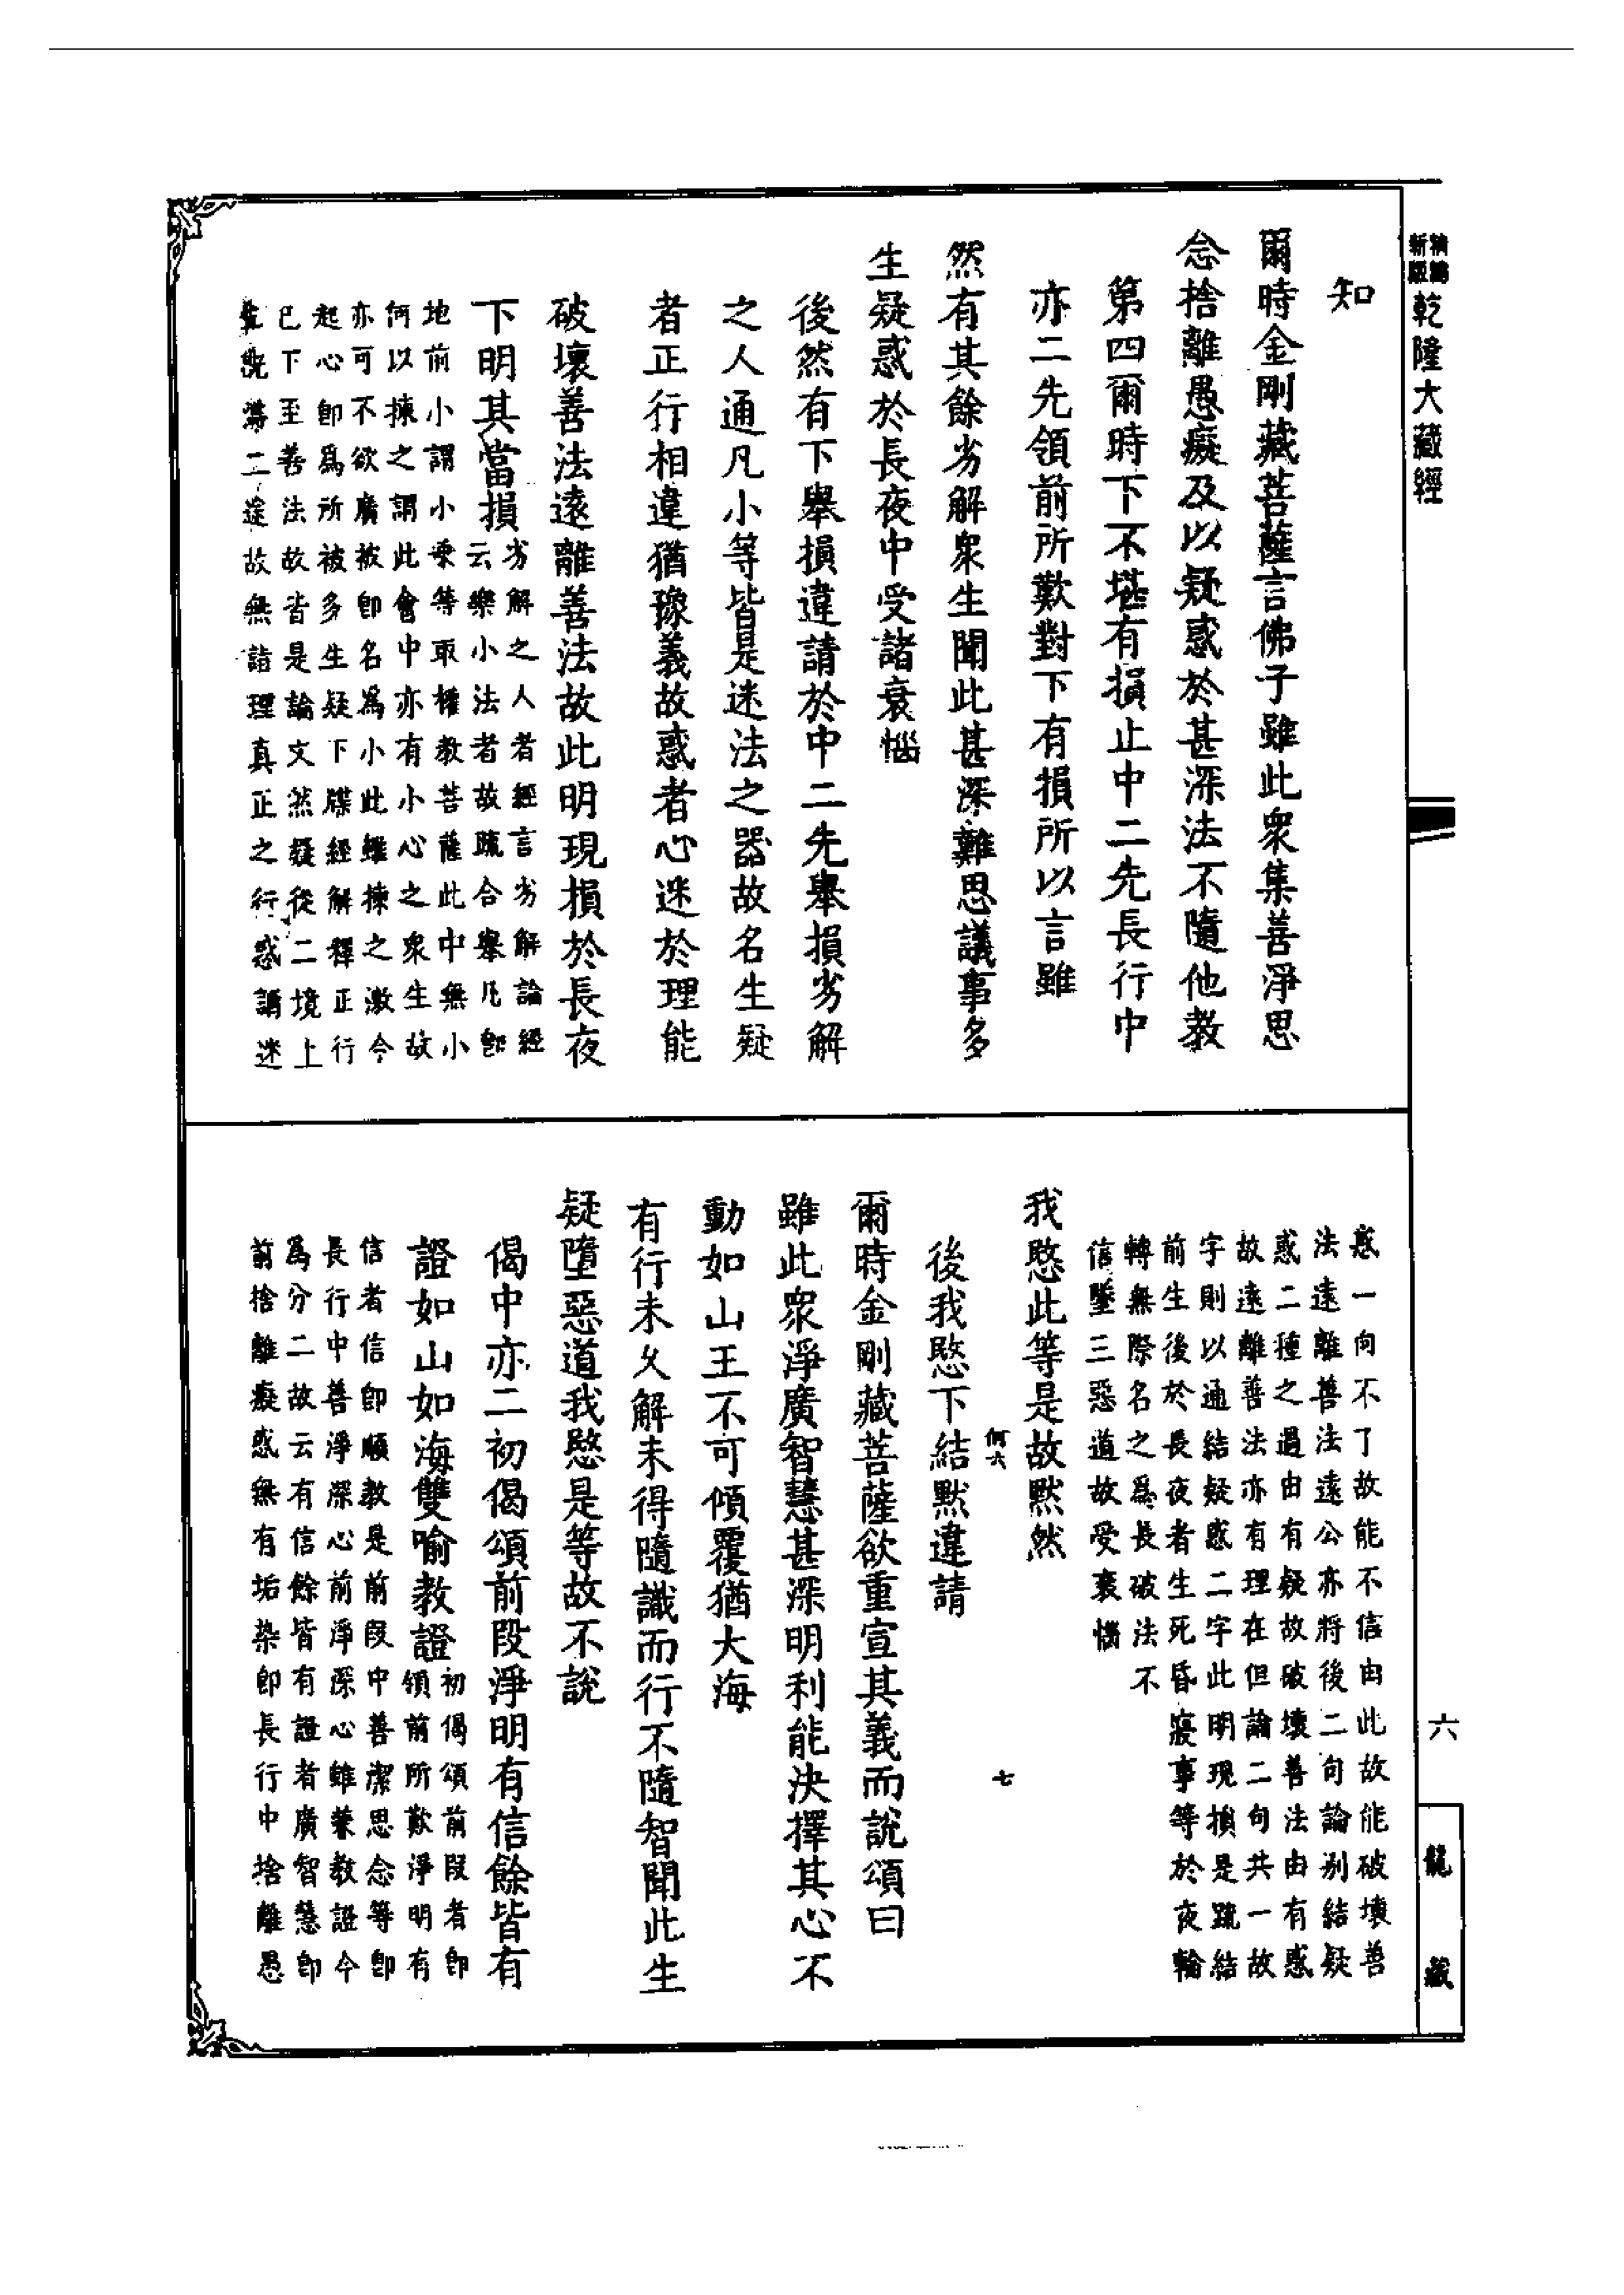 新編
精版
乾隆大藏經
知
爾時金剛藏菩薩言佛子雖此衆集善淨思
念捨離愚癡及以疑惑於甚深法不隨他教
第四爾時下不堪有損止中二先長行中
亦二先領前所歎對下有損所以言雖
然有其餘劣解衆生聞此甚深難思議事多
生疑惑於長夜中受諸衰惱
後然有下舉損違請於中二先舉損劣解
之人通凡小等皆是迷法之器故名生疑
者正行相違猶豫義故惑者心迷於理能
破壞善法遠離善法故此明現損於長夜
下明其當損
劣解之人者經言劣解論經
云樂小法者故疏合舉凡即
地前小謂小乘等取權教菩薩此中無小
何以揀之謂此會中亦有小心之衆生故
亦可不欲廣被即名為小此雖揀之激今
起心即為所被多生疑下牒經解釋正行
已下至善法故皆是論文然疑從二境上
生
滯二途故無詣理真正之行惑謂迷
惑一向不了故能不信由此故能破壞善
法遠離善法遠公亦將後二句論别結疑
惑二種之過由有疑故破壞善法由有惑
故遠離善法亦有理在但論二句共一故
字則以通結疑惑二字此明現損是疏結
前生後於長夜者生死昏寢事等於夜輪
轉無際名之為長破法不
信墜三惡道故受衰惱
我愍此等是故默然
後我愍下結默違請
何六
七
爾時金剛藏菩薩欲重宣其義而說頌曰
雖此衆淨廣智慧甚深明利能決擇其心不
動如山王不可傾覆猶大海
有行未久解未得隨識而行不隨智聞此生
疑墮惡道我愍是等故不說
偈中亦二初偈頌前段淨明有信餘皆有
證如山如海雙喻教證
初偈頌前段者即
領前所歎淨明有
信者信即順教是前段中善潔思念等即
長行中善淨深心前淨深心雖兼教證今
為分二故云有信餘皆有證者廣智慧即
前捨離癡惑無有垢染即長行中捨離愚
六
龍
藏